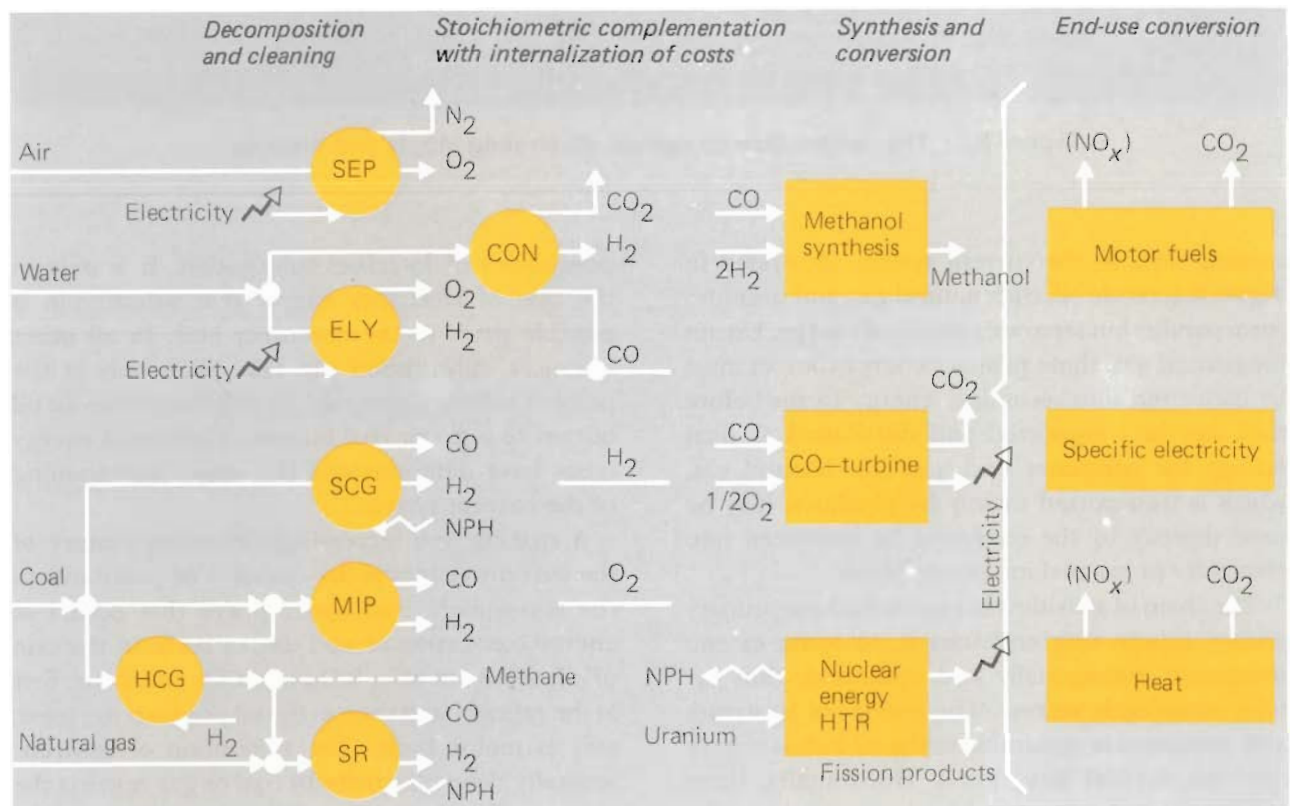 Decomposition
and cleaning
Stoichiometric complementation
with internalization of costs
Synthesis and
conversion
End-use conversion
Air
Electricity
SEP
N2
O2
Water
Electricity
ELY
O2
H2
CON
CO2
H2
CO
SCG
CO
H2
NPH
Coal
MIP
CO
H2
HCG
H2
Methane
Natural gas
SR
CO
H2
NPH
CO
2H2
Methanol
synthesis
Methanol
H2
CO
1/2O2
CO–turbine
CO2
O2
Electricity
NPH
Uranium
Nuclear
energy
HTR
Fission products
(NOx)
CO2
Motor fuels
Specific electricity
(NOx)
CO2
Heat